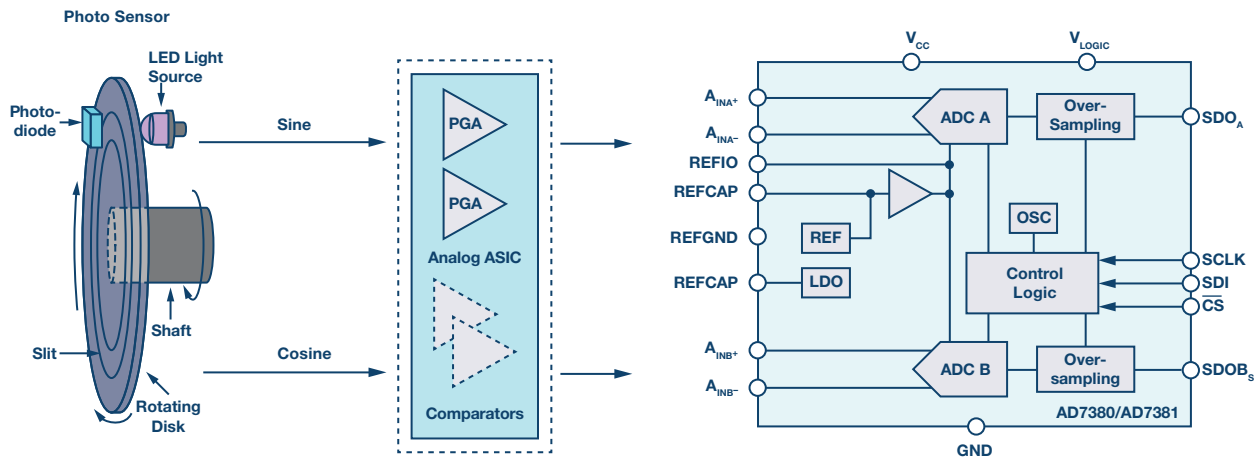 Photo Sensor
LED Light
Source
Photo-
diode
Sine
Cosine
Shaft
Slit
Rotating
Disk
PGA
PGA
Analog ASIC
Comparators
VCC
VLOGIC
AINA+
AINA−
REFIO
REFCAP
REFGND
REFCAP
AINB+
AINB−
ADC A
Over-
Sampling
SDOA
REF
LDO
OSC
Control
Logic
SCLK
SDI
CS
ADC B
Over-
sampling
SDOBS
AD7380/AD7381
GND